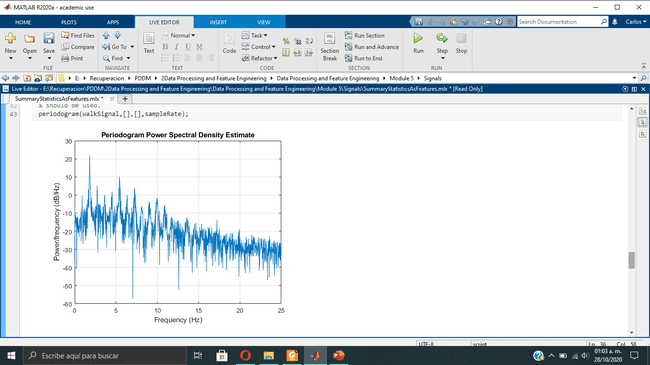 MATLAB R2020a - academic use
HOME PLOTS APPS LIVE EDITOR INSERT VIEW
Search Documentation
Carlos
New Open Save
Find Files
Compare
Print
Go To
Find
Text
Normal
B I U M
Code
Task
Control
Refactor
Section Break
Run Section
Run and Advance
Run to End
Run Step Stop
FILE NAVIGATE TEXT CODE SECTION RUN
E: Recuperacion PDDM 2Data Processing and Feature Engineering Data Processing and Feature Engineering Module 5 Signals
Live Editor - E:\Recuperacion\PDDM\2Data Processing and Feature Engineering\Data Processing and Feature Engineering\Module 5\Signals\SummaryStatisticsAsFeatures.mlx * [Read Only]
SummaryStatisticsAsFeatures.mlx *
42 % should be used.
43 periodogram(walkSignal,[],[],sampleRate);
Periodogram Power Spectral Density Estimate
Power/frequency (dB/Hz)
30
20
10
0
-10
-20
-30
-40
-50
-60
0 5 10 15 20 25
Frequency (Hz)
UTF-8 script Ln 36 Col 58
Escribe aquí para buscar
01:03 a. m.
28/10/2020